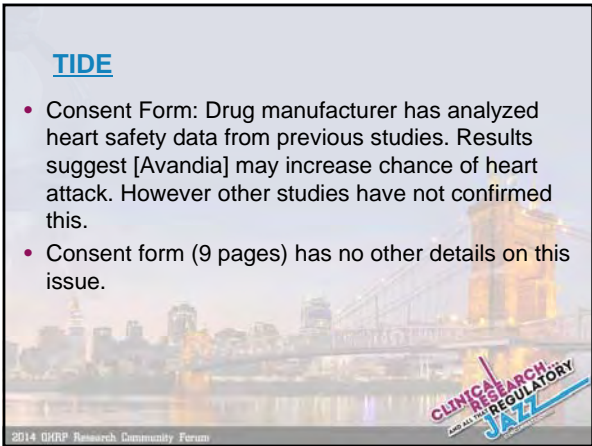 TIDE
• Consent Form: Drug manufacturer has analyzed
heart safety data from previous studies. Results
suggest [Avandia] may increase chance of heart
attack. However other studies have not confirmed
this.
• Consent form (9 pages) has no other details on this
issue.
CLINICAL RESEARCH...
AND ALL THAT REGULATORY
JAZZ
2014 OHRP Research Community Forum